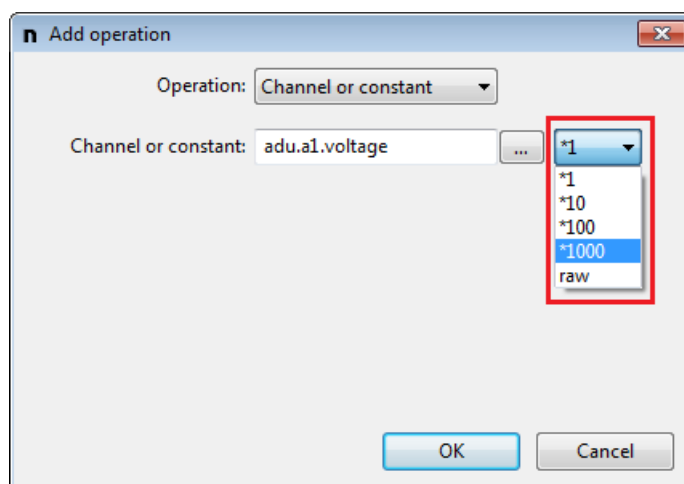 n Add operation
Operation: Channel or constant
Channel or constant: adu.a1.voltage ... *1
*1
*10
*100
*1000
raw
OK Cancel